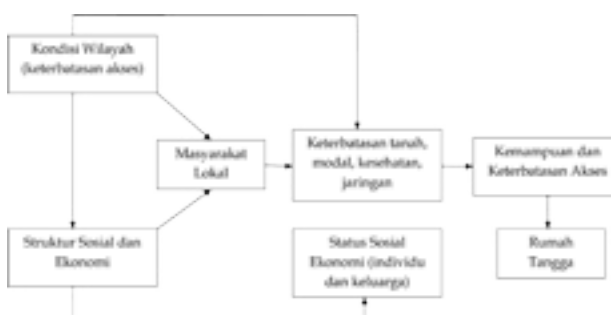 Kondisi Wilayah
(keterbatasan akses)
Masyarakat
Lokal
Keterbatasan tanah,
modal, kesehatan,
jaringan
Kemampuan dan
Keterbatasan Akses
Struktur Sosial dan
Ekonomi
Status Sosial
Ekonomi (individu
dan keluarga)
Rumah
Tangga